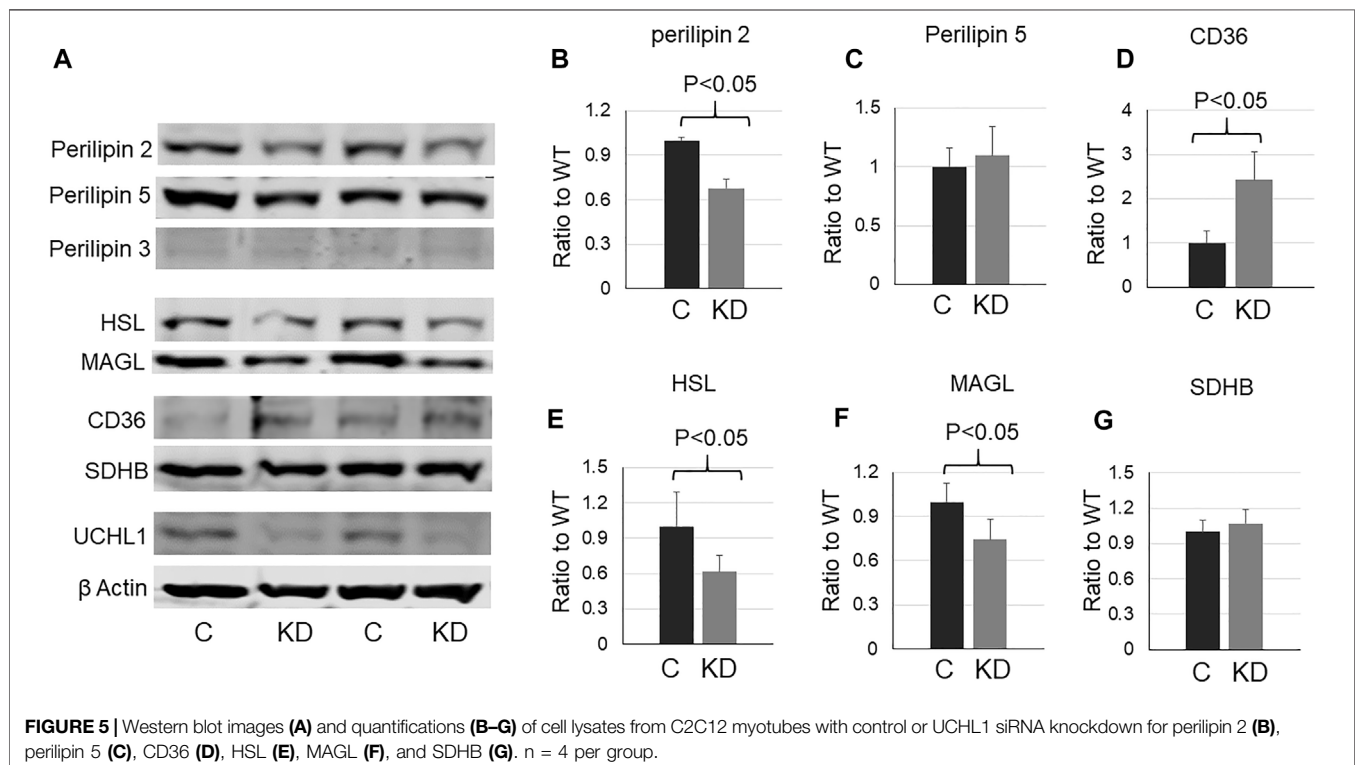 A
Perilipin 2
Perilipin 5
Perilipin 3
HSL
MAGL
CD36
SDHB
UCHL1
β Actin
C KD C KD
perilipin 2
B
P<0.05
Ratio to WT
1.2
0.9
0.6
0.3
0
C KD
Perilipin 5
C
Ratio to WT
1.5
1
0.5
0
C KD
CD36
D
P<0.05
Ratio to WT
4
3
2
1
0
C KD
HSL
E
P<0.05
Ratio to WT
1.5
1.2
0.9
0.6
0.3
0
C KD
MAGL
F
P<0.05
Ratio to WT
1.2
0.9
0.6
0.3
0
C KD
SDHB
G
Ratio to WT
1.5
1.2
0.9
0.6
0.3
0
C KD
FIGURE 5 | Western blot images (A) and quantifications (B–G) of cell lysates from C2C12 myotubes with control or UCHL1 siRNA knockdown for perilipin 2 (B),
perilipin 5 (C), CD36 (D), HSL (E), MAGL (F), and SDHB (G). n = 4 per group.